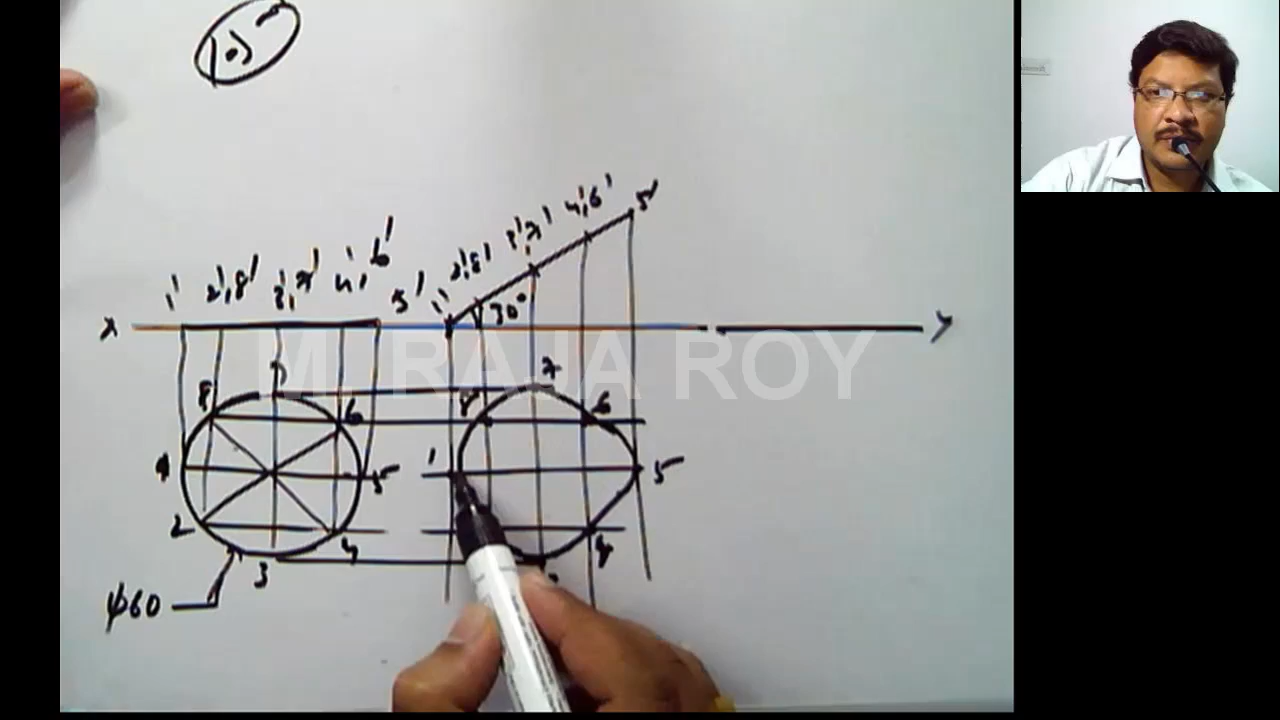 10)
1' 2',8' 3',7' 4',6' 5'
1' 2',8' 3',7' 4',6' 5'
30°
X Y
M. RAJA ROY
7 7
8 6 8 6
1 5 1 5
2 4 4
3
φ60